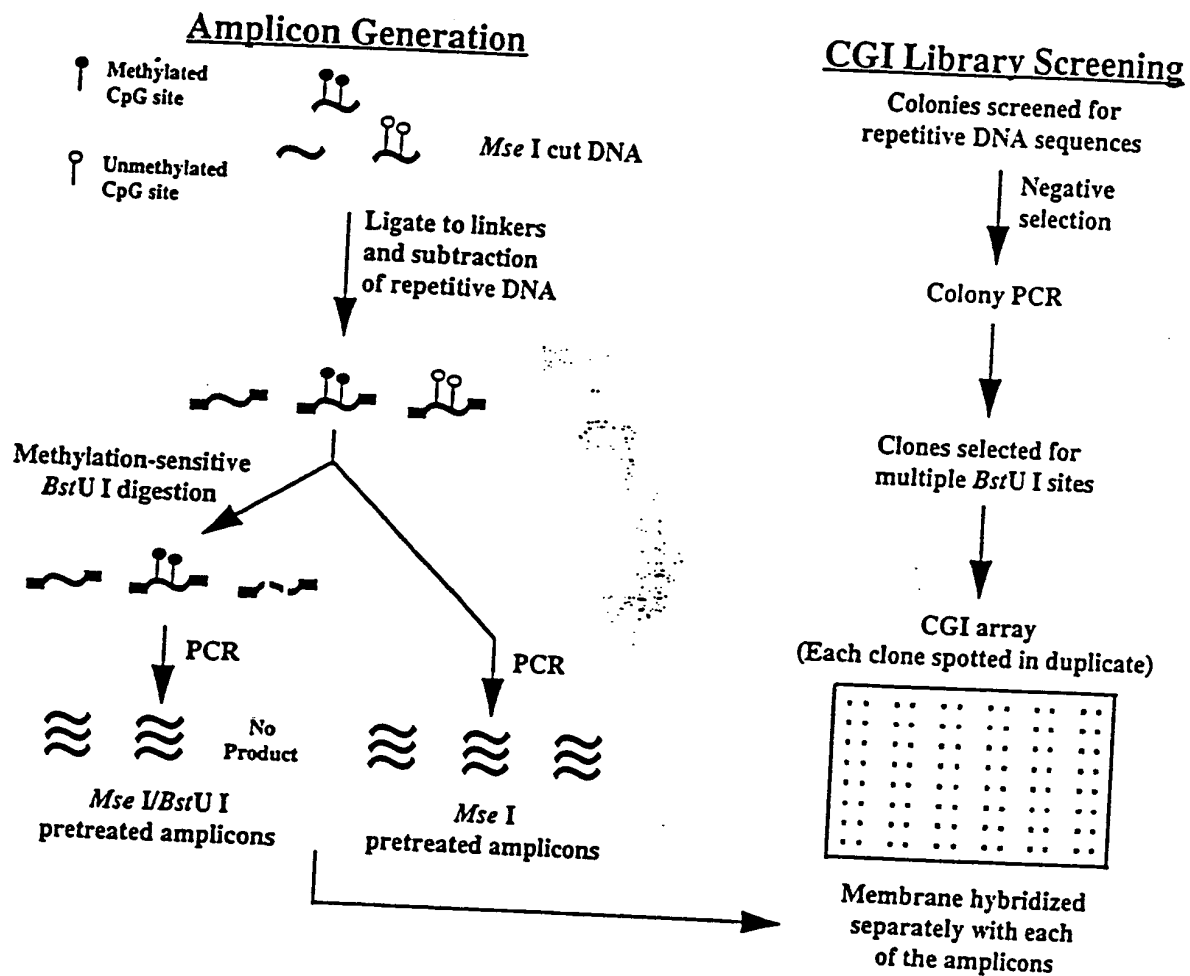 Amplicon Generation
Methylated
CpG site
Unmethylated
CpG site
Mse I cut DNA
Ligate to linkers
and subtraction
of repetitive DNA
Methylation-sensitive
BstU I digestion
PCR
PCR
No
Product
Mse I/BstU I
pretreated amplicons
Mse I
pretreated amplicons
CGI Library Screening
Colonies screened for
repetitive DNA sequences
Negative
selection
Colony PCR
Clones selected for
multiple BstU I sites
CGI array
(Each clone spotted in duplicate)
Membrane hybridized
separately with each
of the amplicons